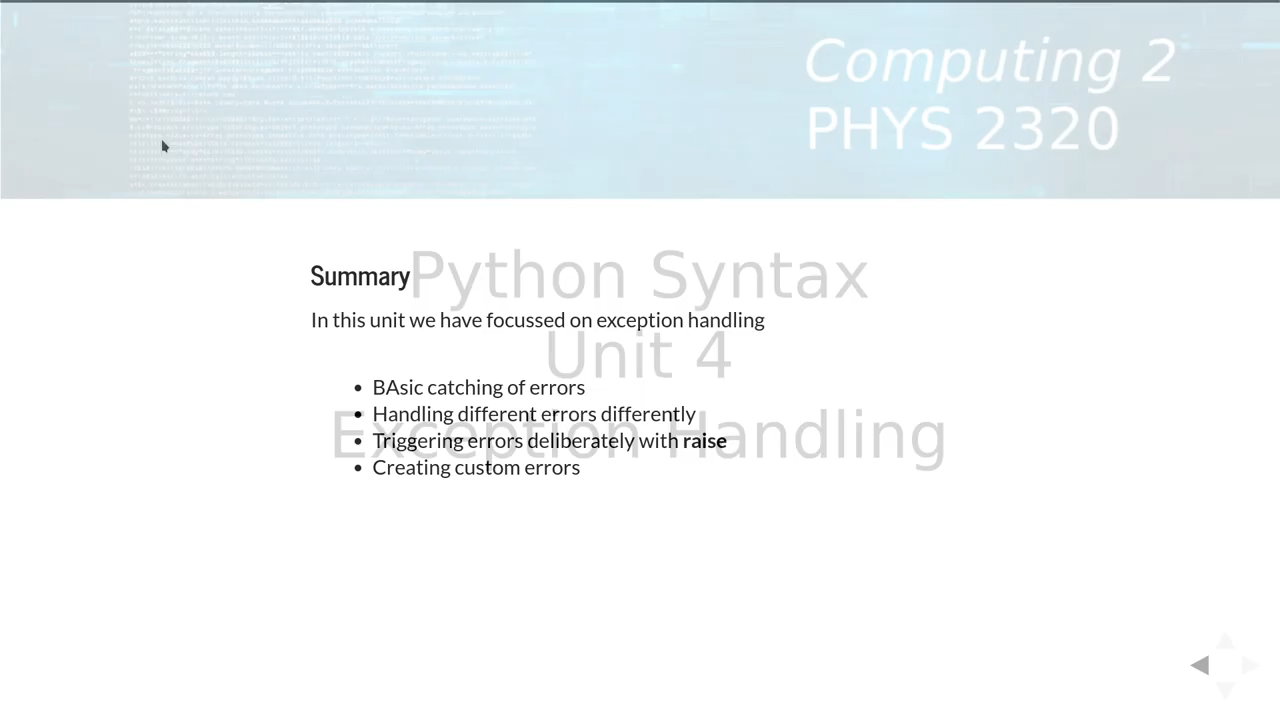 Computing 2
PHYS 2320
Python Syntax
Unit 4
Exception Handling
Summary
In this unit we have focussed on exception handling
• BAsic catching of errors
• Handling different errors differently
• Triggering errors deliberately with raise
• Creating custom errors